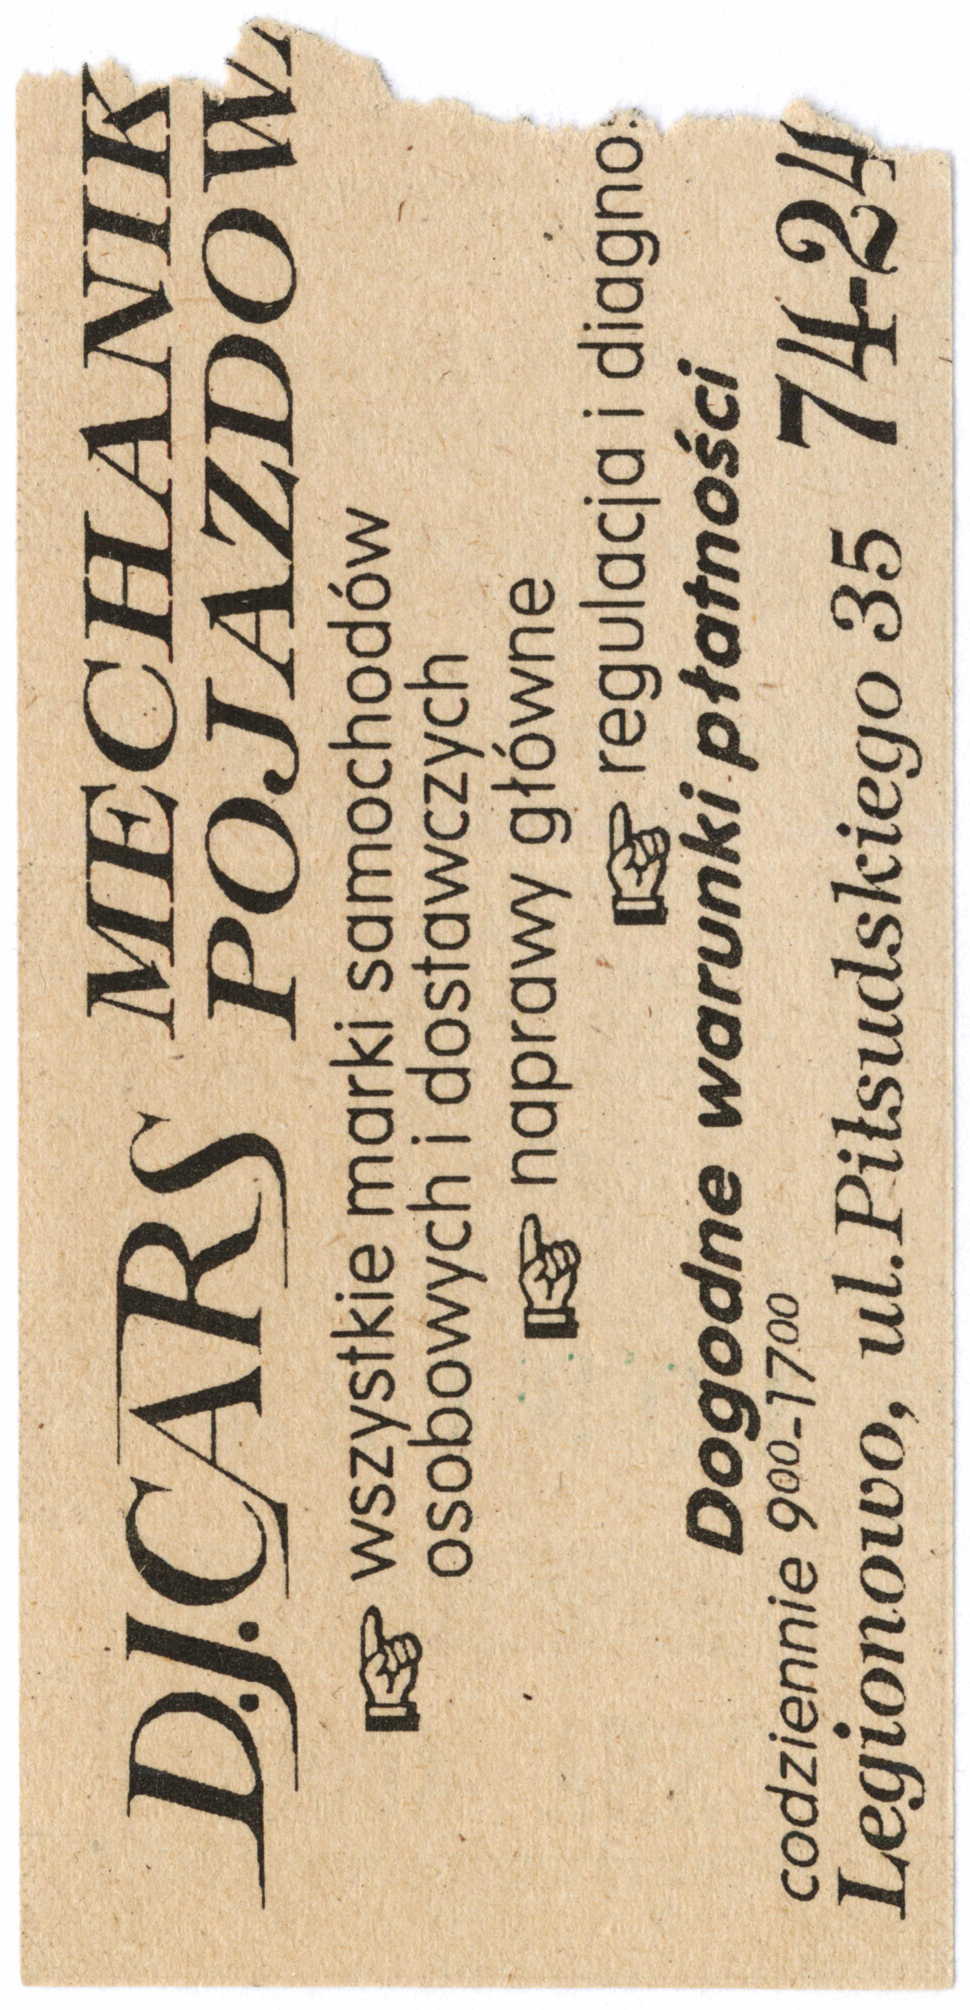 D.J.CARS MECHANIK
POJAZDOW
☞ wszystkie marki samochodów
osobowych i dostawczych
☞ naprawy główne
☞ regulacja i diagno
Dogodne warunki płatności
codziennie 9⁰⁰-17⁰⁰
Legionowo, ul.Piłsudskiego 35 74-24